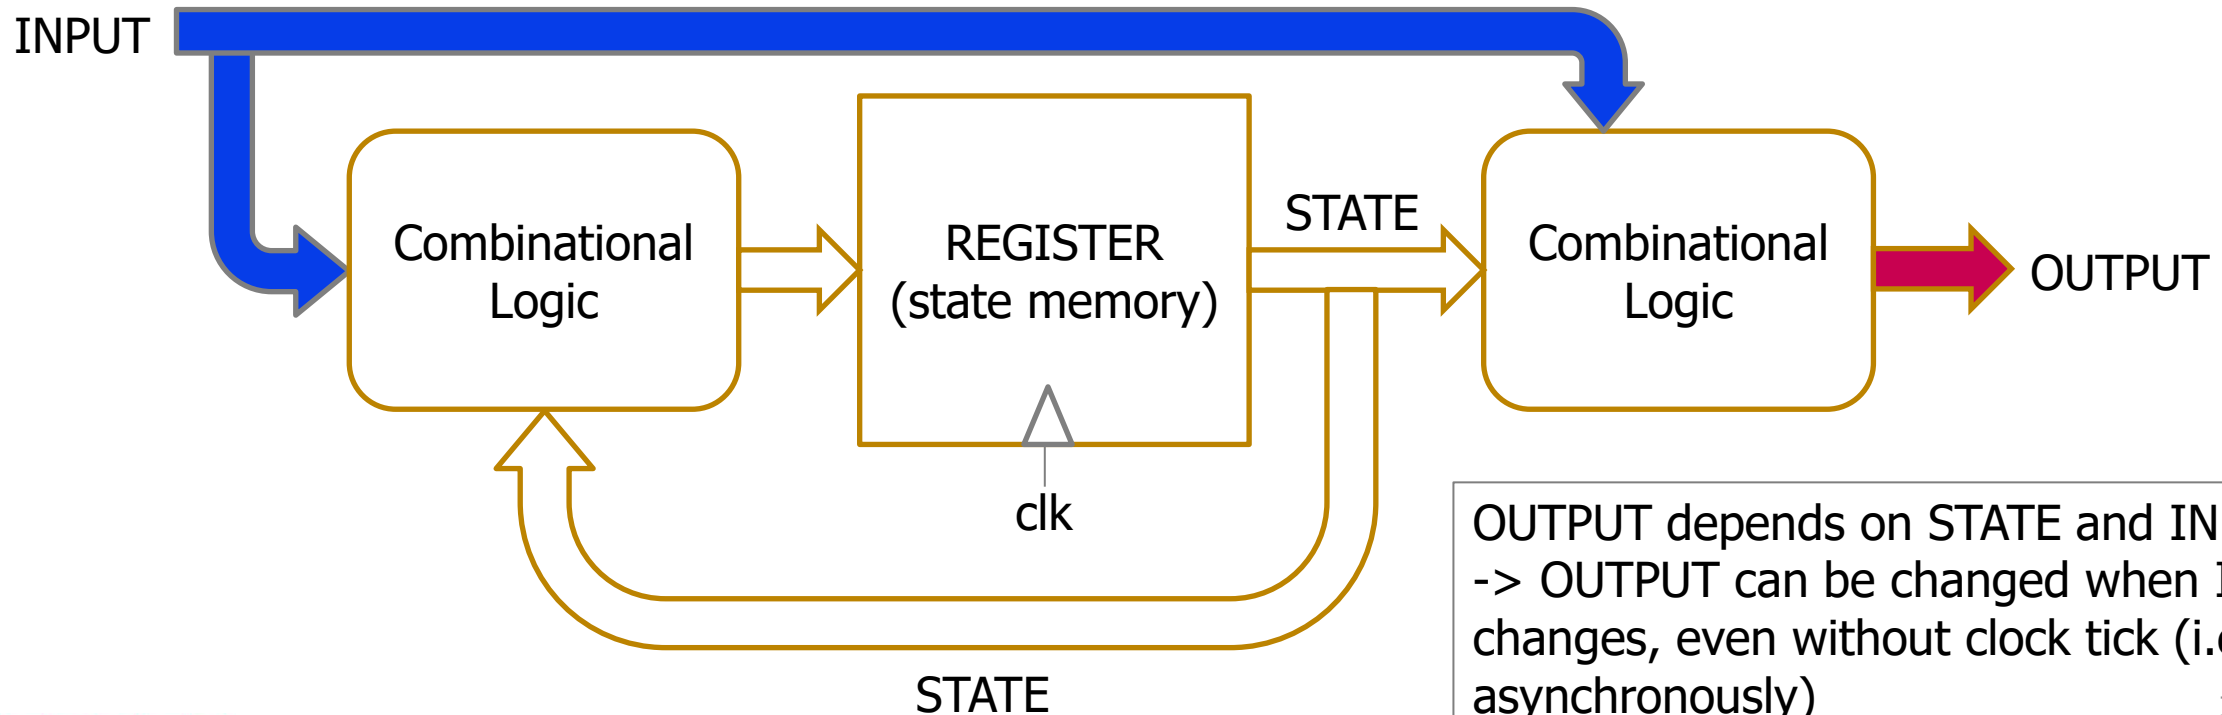 INPUT
Combinational
Logic
REGISTER
(state memory)
clk
STATE
Combinational
Logic
OUTPUT
STATE
OUTPUT depends on STATE and
-> OUTPUT can be changed when
changes, even without clock tick
asynchronously)